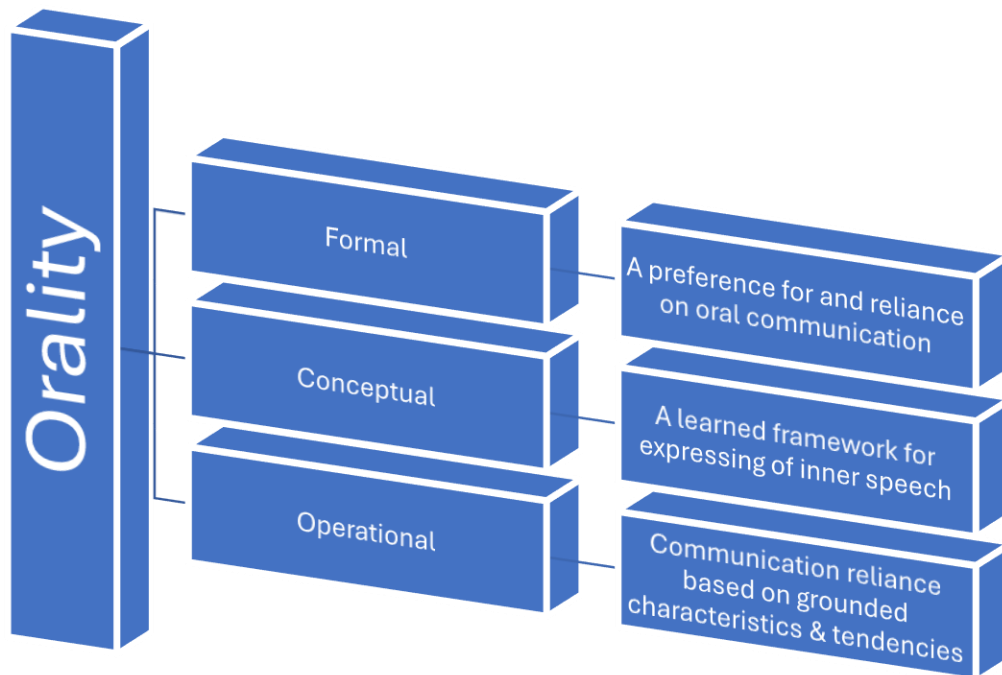 Orality
Formal
A preference for and reliance
on oral communication
Conceptual
A learned framework for
expressing of inner speech
Operational
Communication reliance
based on grounded
characteristics & tendencies